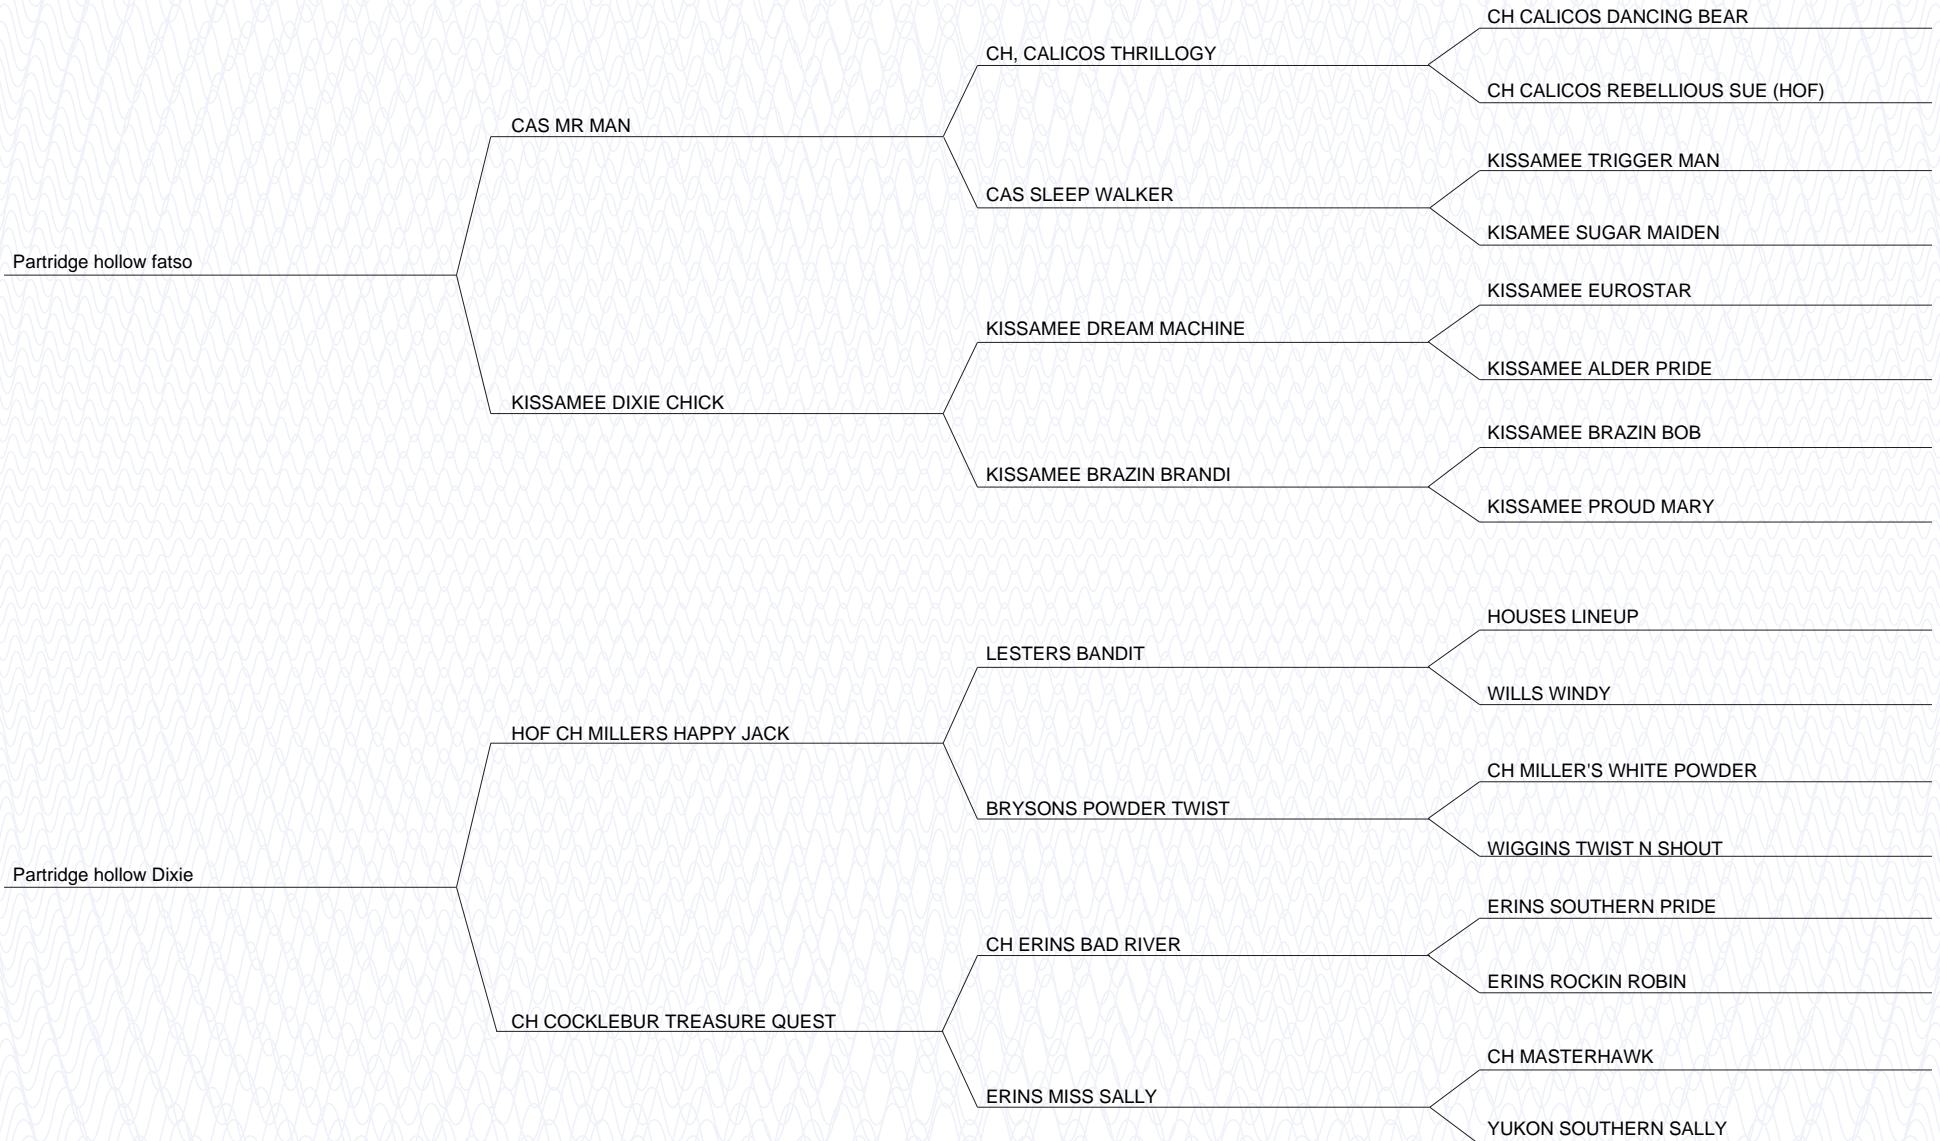 CH CALICOS DANCING BEAR
CH, CALICOS THRILLOGY
CH CALICOS REBELLIOUS SUE (HOF)
CAS MR MAN
KISSAMEE TRIGGER MAN
CAS SLEEP WALKER
KISAMEE SUGAR MAIDEN
Partridge hollow fatso
KISSAMEE EUROSTAR
KISSAMEE DREAM MACHINE
KISSAMEE ALDER PRIDE
KISSAMEE DIXIE CHICK
KISSAMEE BRAZIN BOB
KISSAMEE BRAZIN BRANDI
KISSAMEE PROUD MARY
HOUSES LINEUP
LESTERS BANDIT
WILLS WINDY
HOF CH MILLERS HAPPY JACK
CH MILLER'S WHITE POWDER
BRYSONS POWDER TWIST
WIGGINS TWIST N SHOUT
Partridge hollow Dixie
ERINS SOUTHERN PRIDE
CH ERINS BAD RIVER
ERINS ROCKIN ROBIN
CH COCKLEBUR TREASURE QUEST
CH MASTERHAWK
ERINS MISS SALLY
YUKON SOUTHERN SALLY